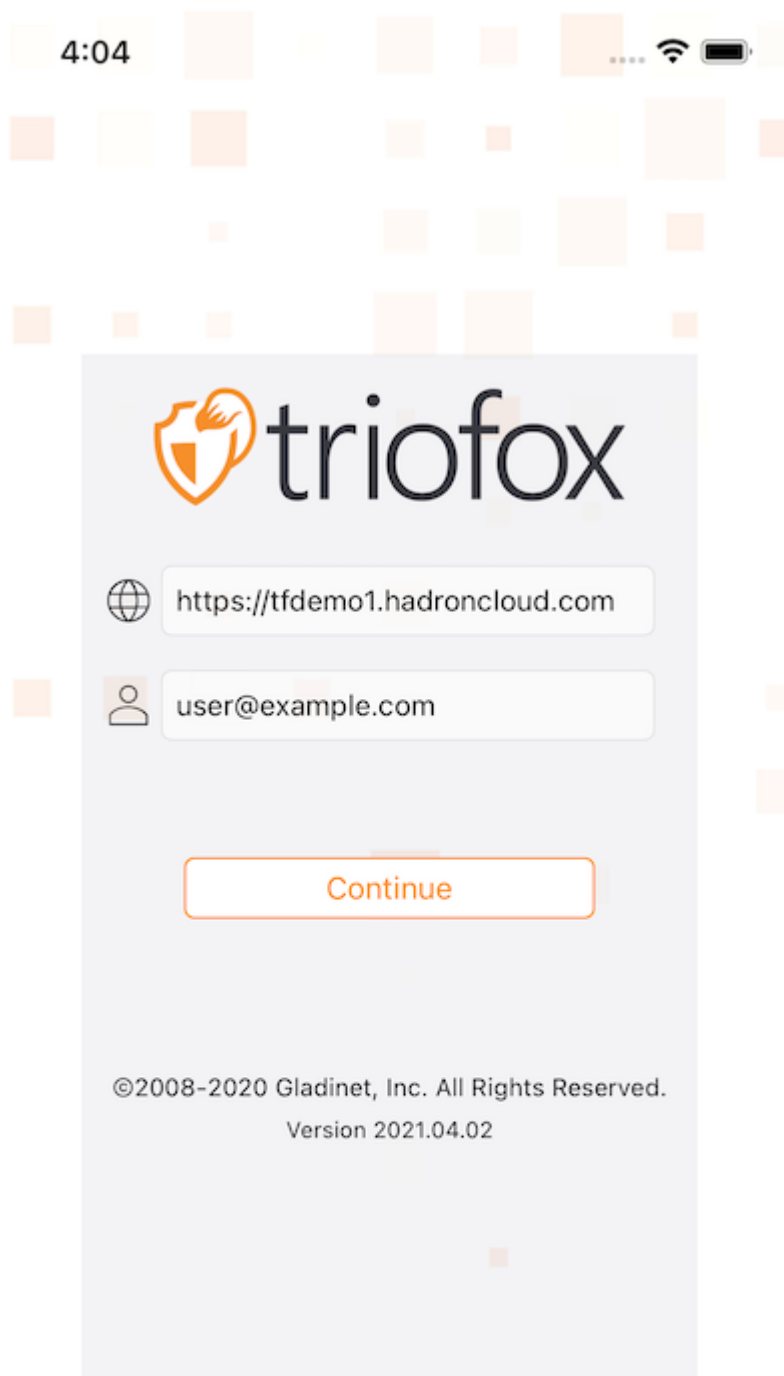 4:04
triofox
https://tfdemo1.hadroncloud.com
user@example.com
Continue
©2008-2020 Gladinet, Inc. All Rights Reserved.
Version 2021.04.02